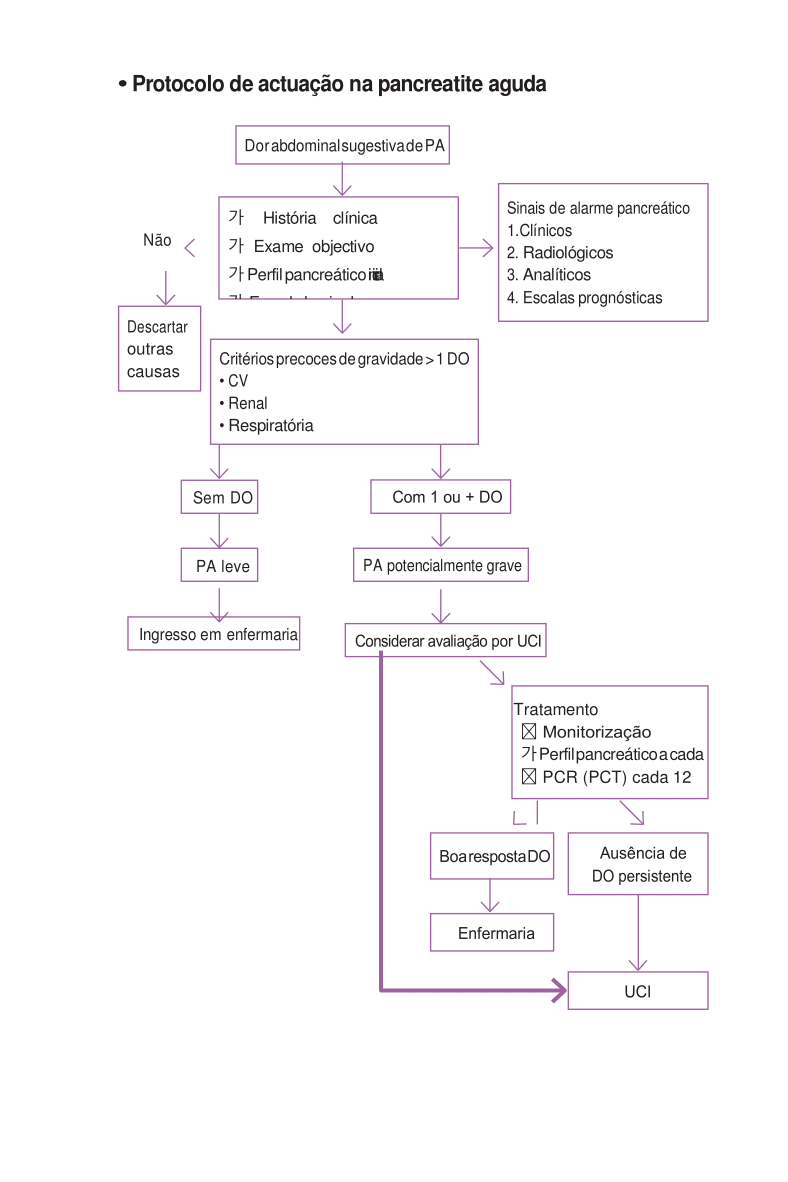 • Protocolo de actuação na pancreatite aguda
Dor abdominal sugestiva de PA
가 História clínica
가 Exame objectivo
가 Perfil pancreático
Sinais de alarme pancreático
1.Clínicos
2. Radiológicos
3. Analíticos
4. Escalas prognósticas
Não
Descartar
outras
causas
Critérios precoces de gravidade > 1 DO
• CV
• Renal
• Respiratória
Sem DO
Com 1 ou + DO
PA leve
PA potencialmente grave
Ingresso em enfermaria
Considerar avaliação por UCI
Tratamento
☒ Monitorização
가 Perfil pancreático a cada
☒ PCR (PCT) cada 12
Boa resposta DO
Ausência de
DO persistente
Enfermaria
UCI